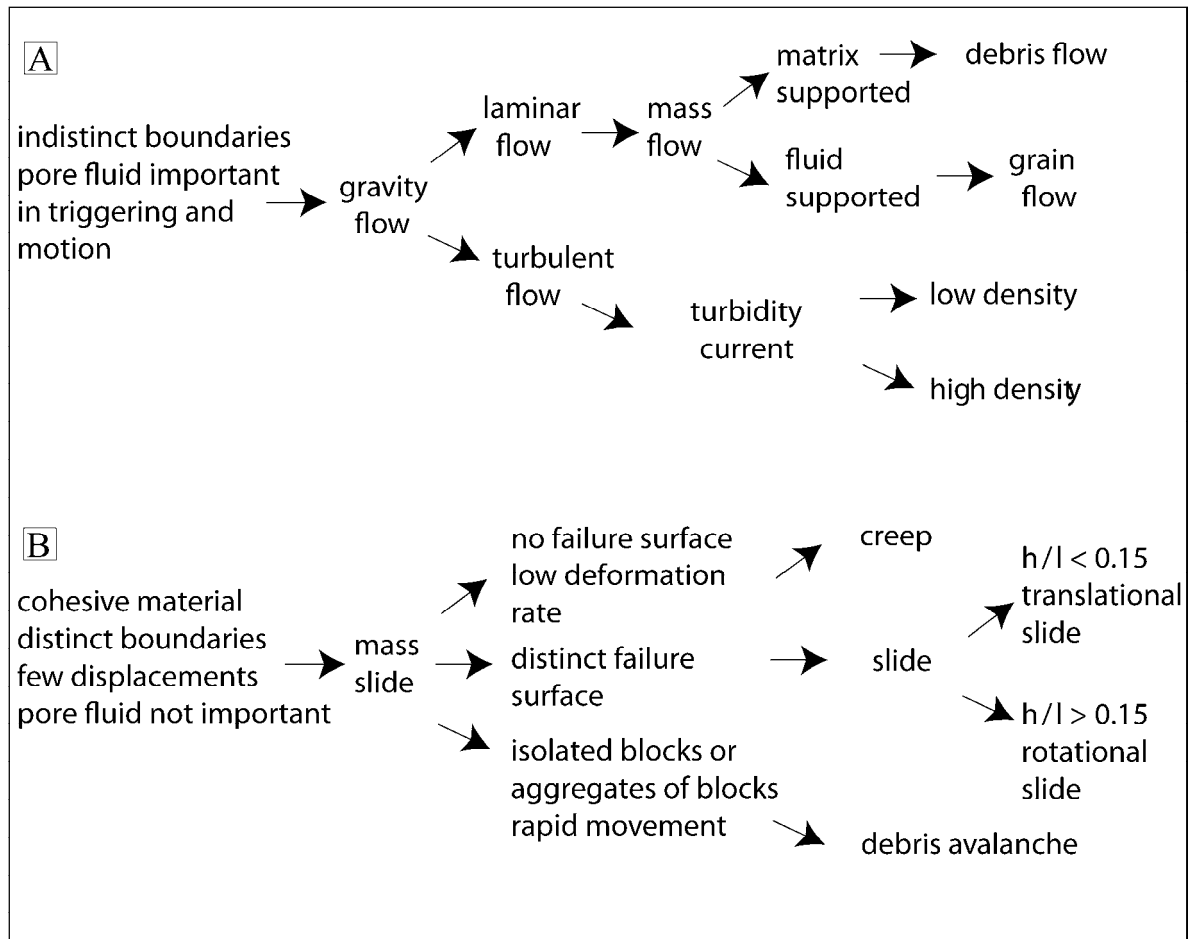 A
indistinct boundaries
pore fluid important
in triggering and
motion
gravity
flow
laminar
flow
mass
flow
matrix
supported
debris flow
fluid
supported
grain
flow
turbulent
flow
turbidity
current
low density
high density
B
cohesive material
distinct boundaries
few displacements
pore fluid not important
mass
slide
no failure surface
low deformation
rate
creep
distinct failure
surface
slide
h / l < 0.15
translational
slide
h / l > 0.15
rotational
slide
isolated blocks or
aggregates of blocks
rapid movement
debris avalanche